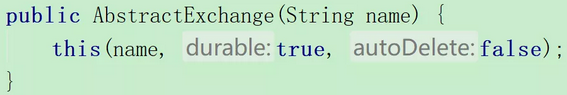 public AbstractExchange(String name) {
this(name, durable: true, autoDelete: false);
}